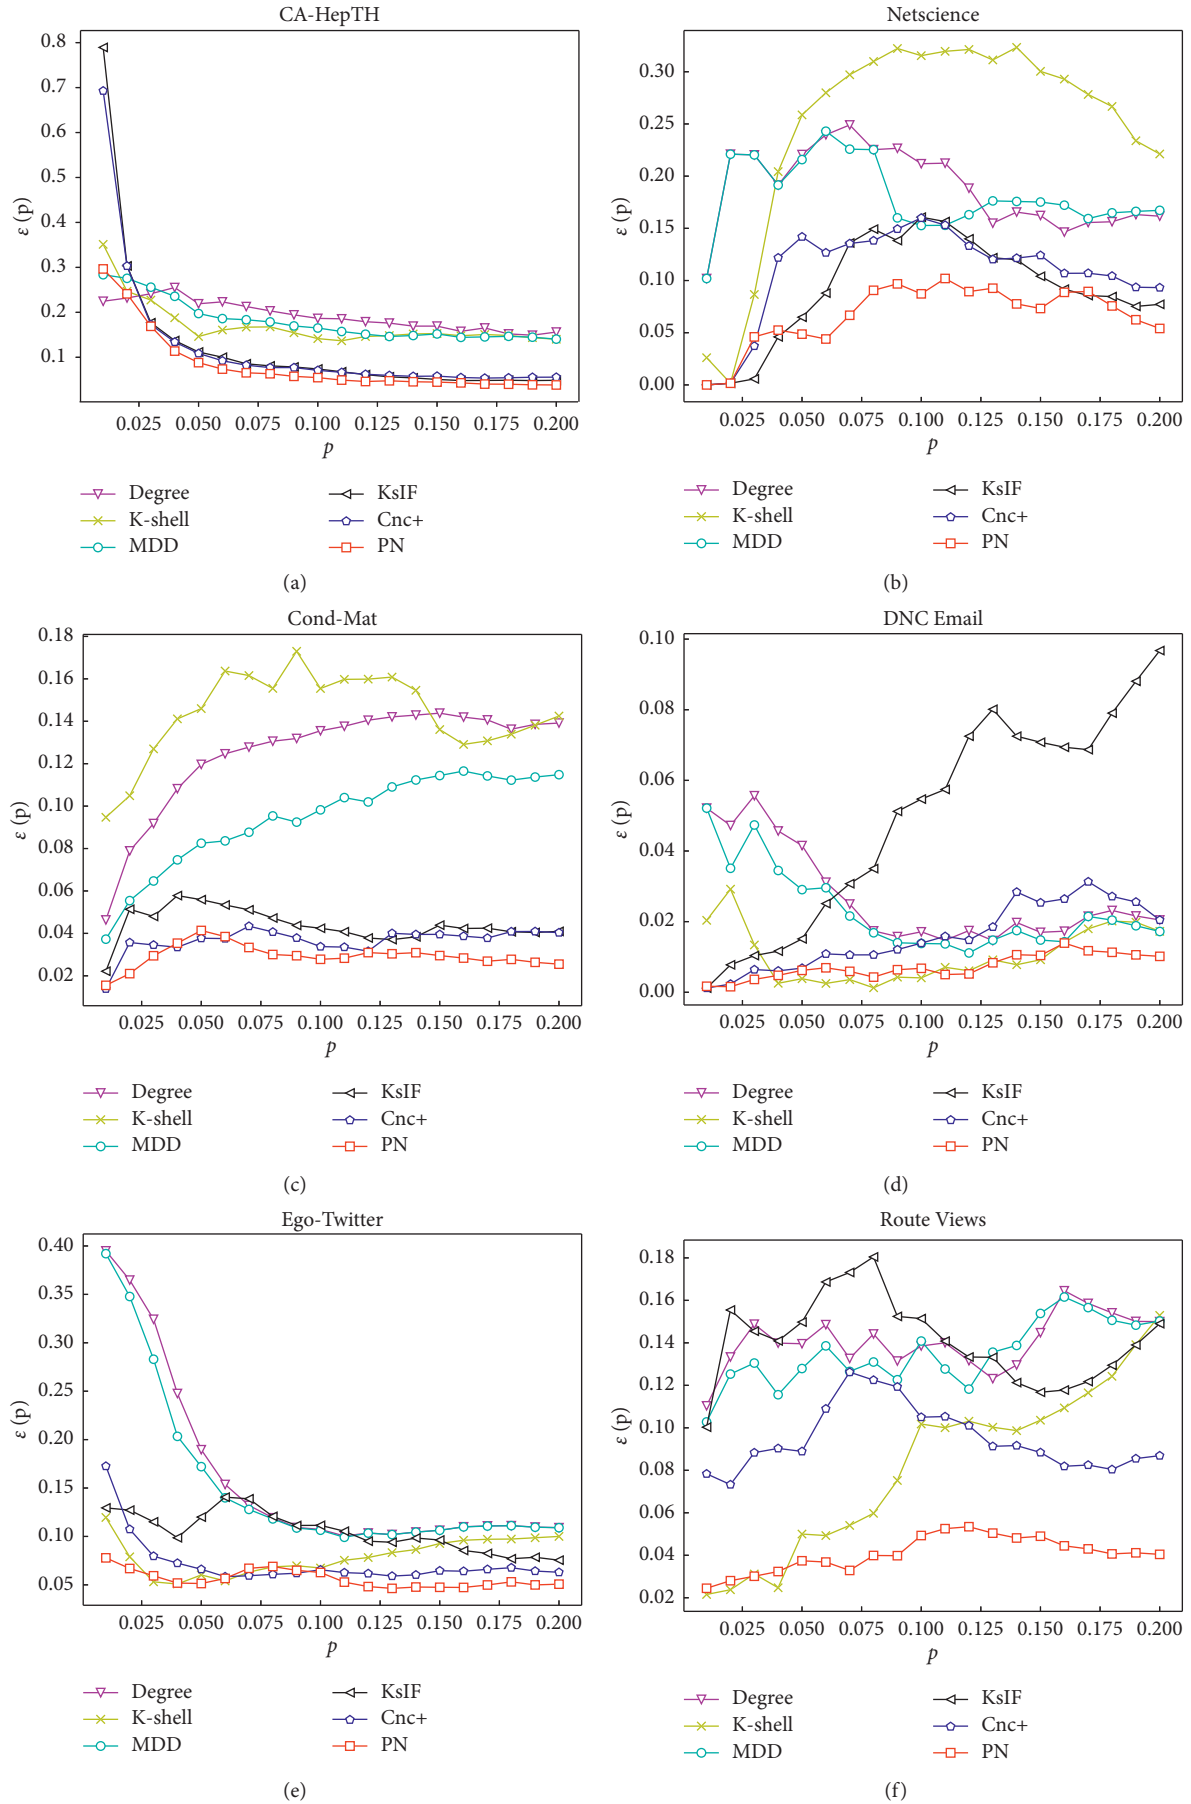 CA-HepTH
0.8
0.7
0.6
0.5
0.4
0.3
0.2
0.1
ε (p)
0.025 0.050 0.075 0.100 0.125 0.150 0.175 0.200
p
Degree
K-shell
MDD
KsIF
Cnc+
PN
(a)
Netscience
0.30
0.25
0.20
0.15
0.10
0.05
0.00
ε (p)
0.025 0.050 0.075 0.100 0.125 0.150 0.175 0.200
p
Degree
K-shell
MDD
KsIF
Cnc+
PN
(b)
Cond-Mat
0.18
0.16
0.14
0.12
0.10
0.08
0.06
0.04
0.02
ε (p)
0.025 0.050 0.075 0.100 0.125 0.150 0.175 0.200
p
Degree
K-shell
MDD
KsIF
Cnc+
PN
(c)
DNC Email
0.10
0.08
0.06
0.04
0.02
0.00
ε (p)
0.025 0.050 0.075 0.100 0.125 0.150 0.175 0.200
p
Degree
K-shell
MDD
KsIF
Cnc+
PN
(d)
Ego-Twitter
0.40
0.35
0.30
0.25
0.20
0.15
0.10
0.05
ε (p)
0.025 0.050 0.075 0.100 0.125 0.150 0.175 0.200
p
Degree
K-shell
MDD
KsIF
Cnc+
PN
(e)
Route Views
0.18
0.16
0.14
0.12
0.10
0.08
0.06
0.04
0.02
ε (p)
0.025 0.050 0.075 0.100 0.125 0.150 0.175 0.200
p
Degree
K-shell
MDD
KsIF
Cnc+
PN
(f)